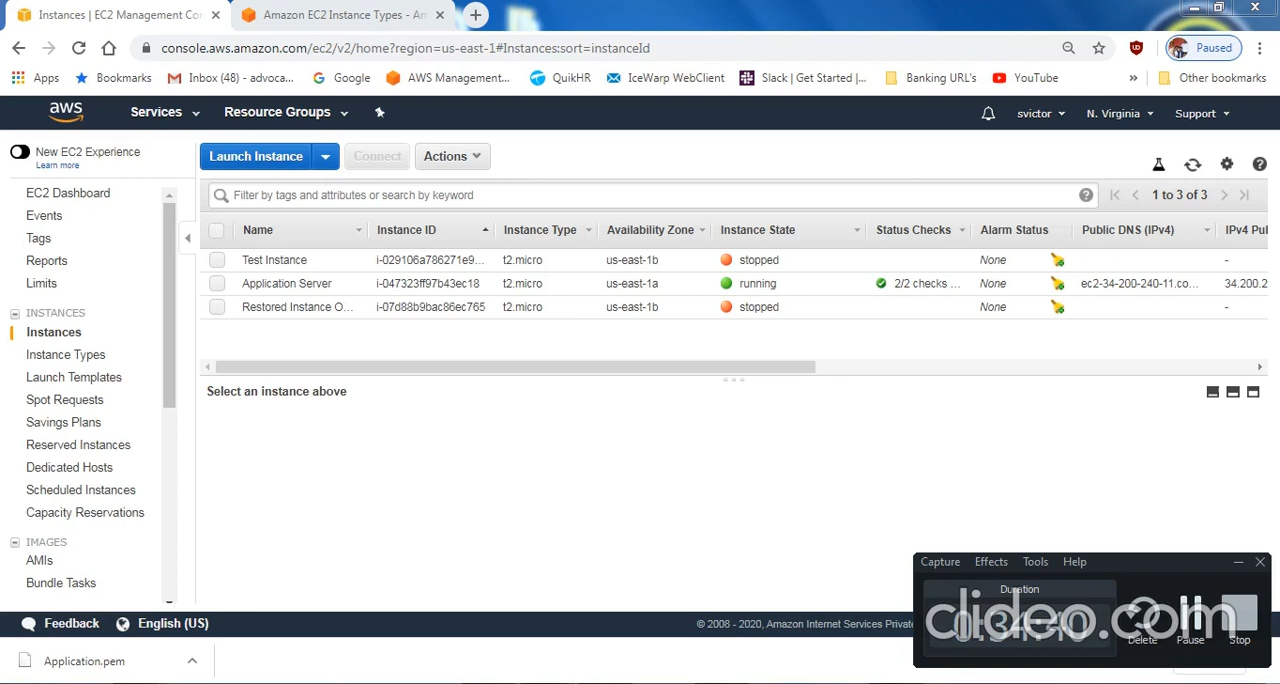 Instances | EC2 Management Con
Amazon EC2 Instance Types - Am
console.aws.amazon.com/ec2/v2/home?region=us-east-1#Instances:sort=instanceId
Paused
Apps
Bookmarks
Inbox (48) - advoca...
Google
AWS Management...
QuikHR
IceWarp WebClient
Slack | Get Started |...
Banking URL's
YouTube
»
Other bookmarks
aws
Services
Resource Groups
svictor
N. Virginia
Support
New EC2 Experience
Learn more
Launch Instance
Connect
Actions
EC2 Dashboard
Events
Tags
Reports
Limits
INSTANCES
Instances
Instance Types
Launch Templates
Spot Requests
Savings Plans
Reserved Instances
Dedicated Hosts
Scheduled Instances
Capacity Reservations
IMAGES
AMIs
Bundle Tasks
Filter by tags and attributes or search by keyword
1 to 3 of 3
Name Instance ID Instance Type Availability Zone Instance State Status Checks Alarm Status Public DNS (IPv4) IPv4 Pul
Test Instance i-029106a786271e9... t2.micro us-east-1b stopped None -
Application Server i-047323ff97b43ec18 t2.micro us-east-1a running 2/2 checks ... None ec2-34-200-240-11.co... 34.200.2
Restored Instance O... i-07d88b9bac86ec765 t2.micro us-east-1b stopped None -
Select an instance above
Capture Effects Tools Help
Duration
clideo.com
Delete Pause Stop
Feedback
English (US)
© 2008 - 2020, Amazon Internet Services Private
Application.pem